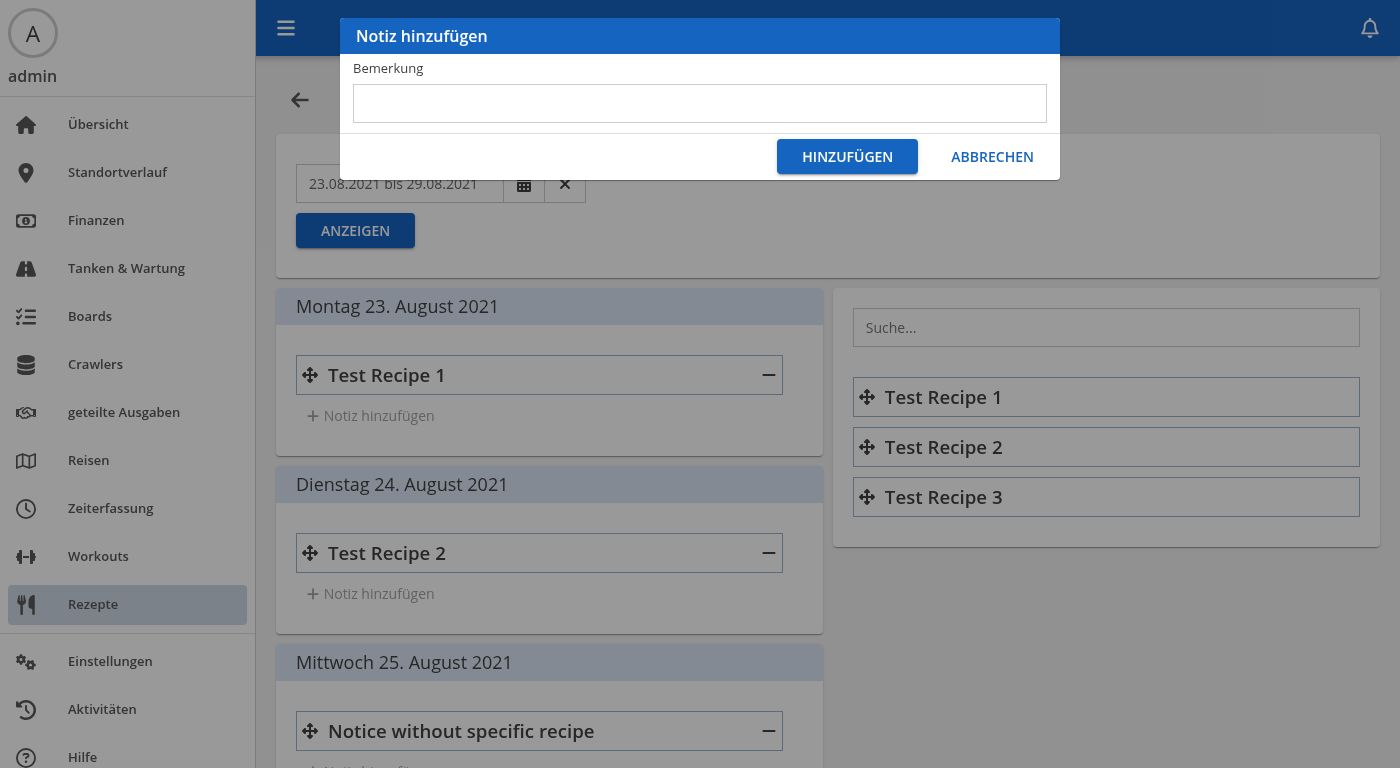 A
admin
Übersicht
Standortverlauf
Finanzen
Tanken & Wartung
Boards
Crawlers
geteilte Ausgaben
Reisen
Zeiterfassung
Workouts
Rezepte
Einstellungen
Aktivitäten
Hilfe
Notiz hinzufügen
Bemerkung
HINZUFÜGEN
ABBRECHEN
23.08.2021 bis 29.08.2021
ANZEIGEN
Montag 23. August 2021
Test Recipe 1
Notiz hinzufügen
Dienstag 24. August 2021
Test Recipe 2
Notiz hinzufügen
Mittwoch 25. August 2021
Notice without specific recipe
Suche...
Test Recipe 1
Test Recipe 2
Test Recipe 3